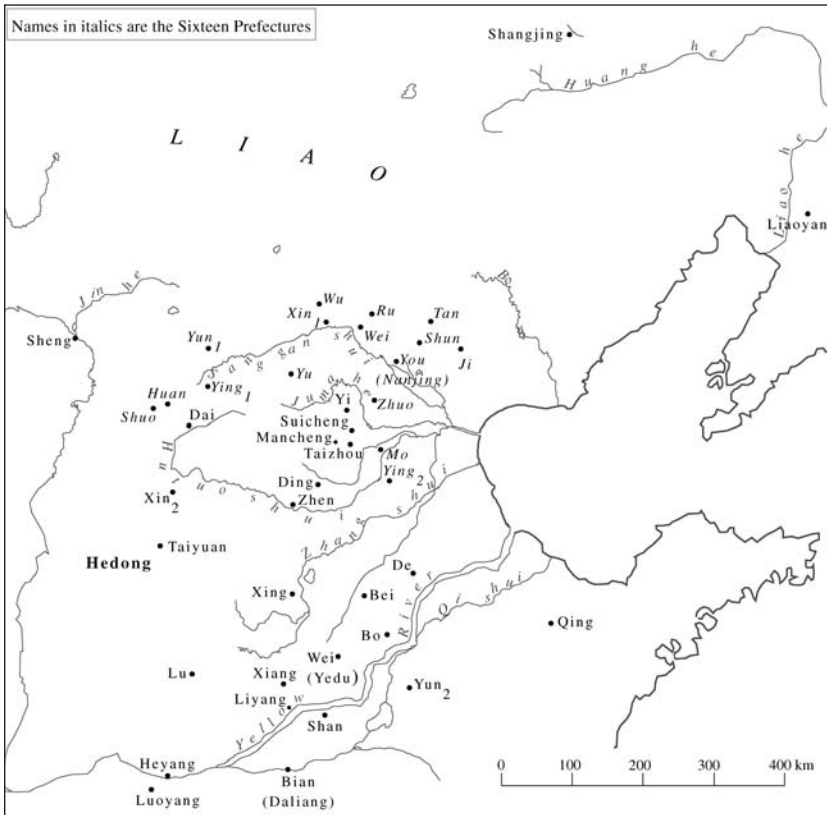 Names in italics are the Sixteen Prefectures
Shangjing
Huang he
LIAO
Liao he
Liaoyan
Bo
Jin he
Sheng
Wu
Xin 1
Ru
Tan
Wei
Shun
Yun 1
Sanggan shui
You
(Nanjing)
Ji
Yu
Ying 1
Juma he
Huan
Yi
Zhuo
Shuo
Dai
Suicheng
Mancheng
Taizhou
Mo
Ying 2
Hutuo shui
Ding
Xin 2
Zhen
Zhang shui
Taiyuan
Hedong
De
Xing
Bei
Qi shui
Qing
Bo
Wei
(Yedu)
Lu
Xiang
Yun 2
Liyang
Yellow River
Shan
Heyang
Bian
(Daliang)
Luoyang
0 100 200 300 400 km